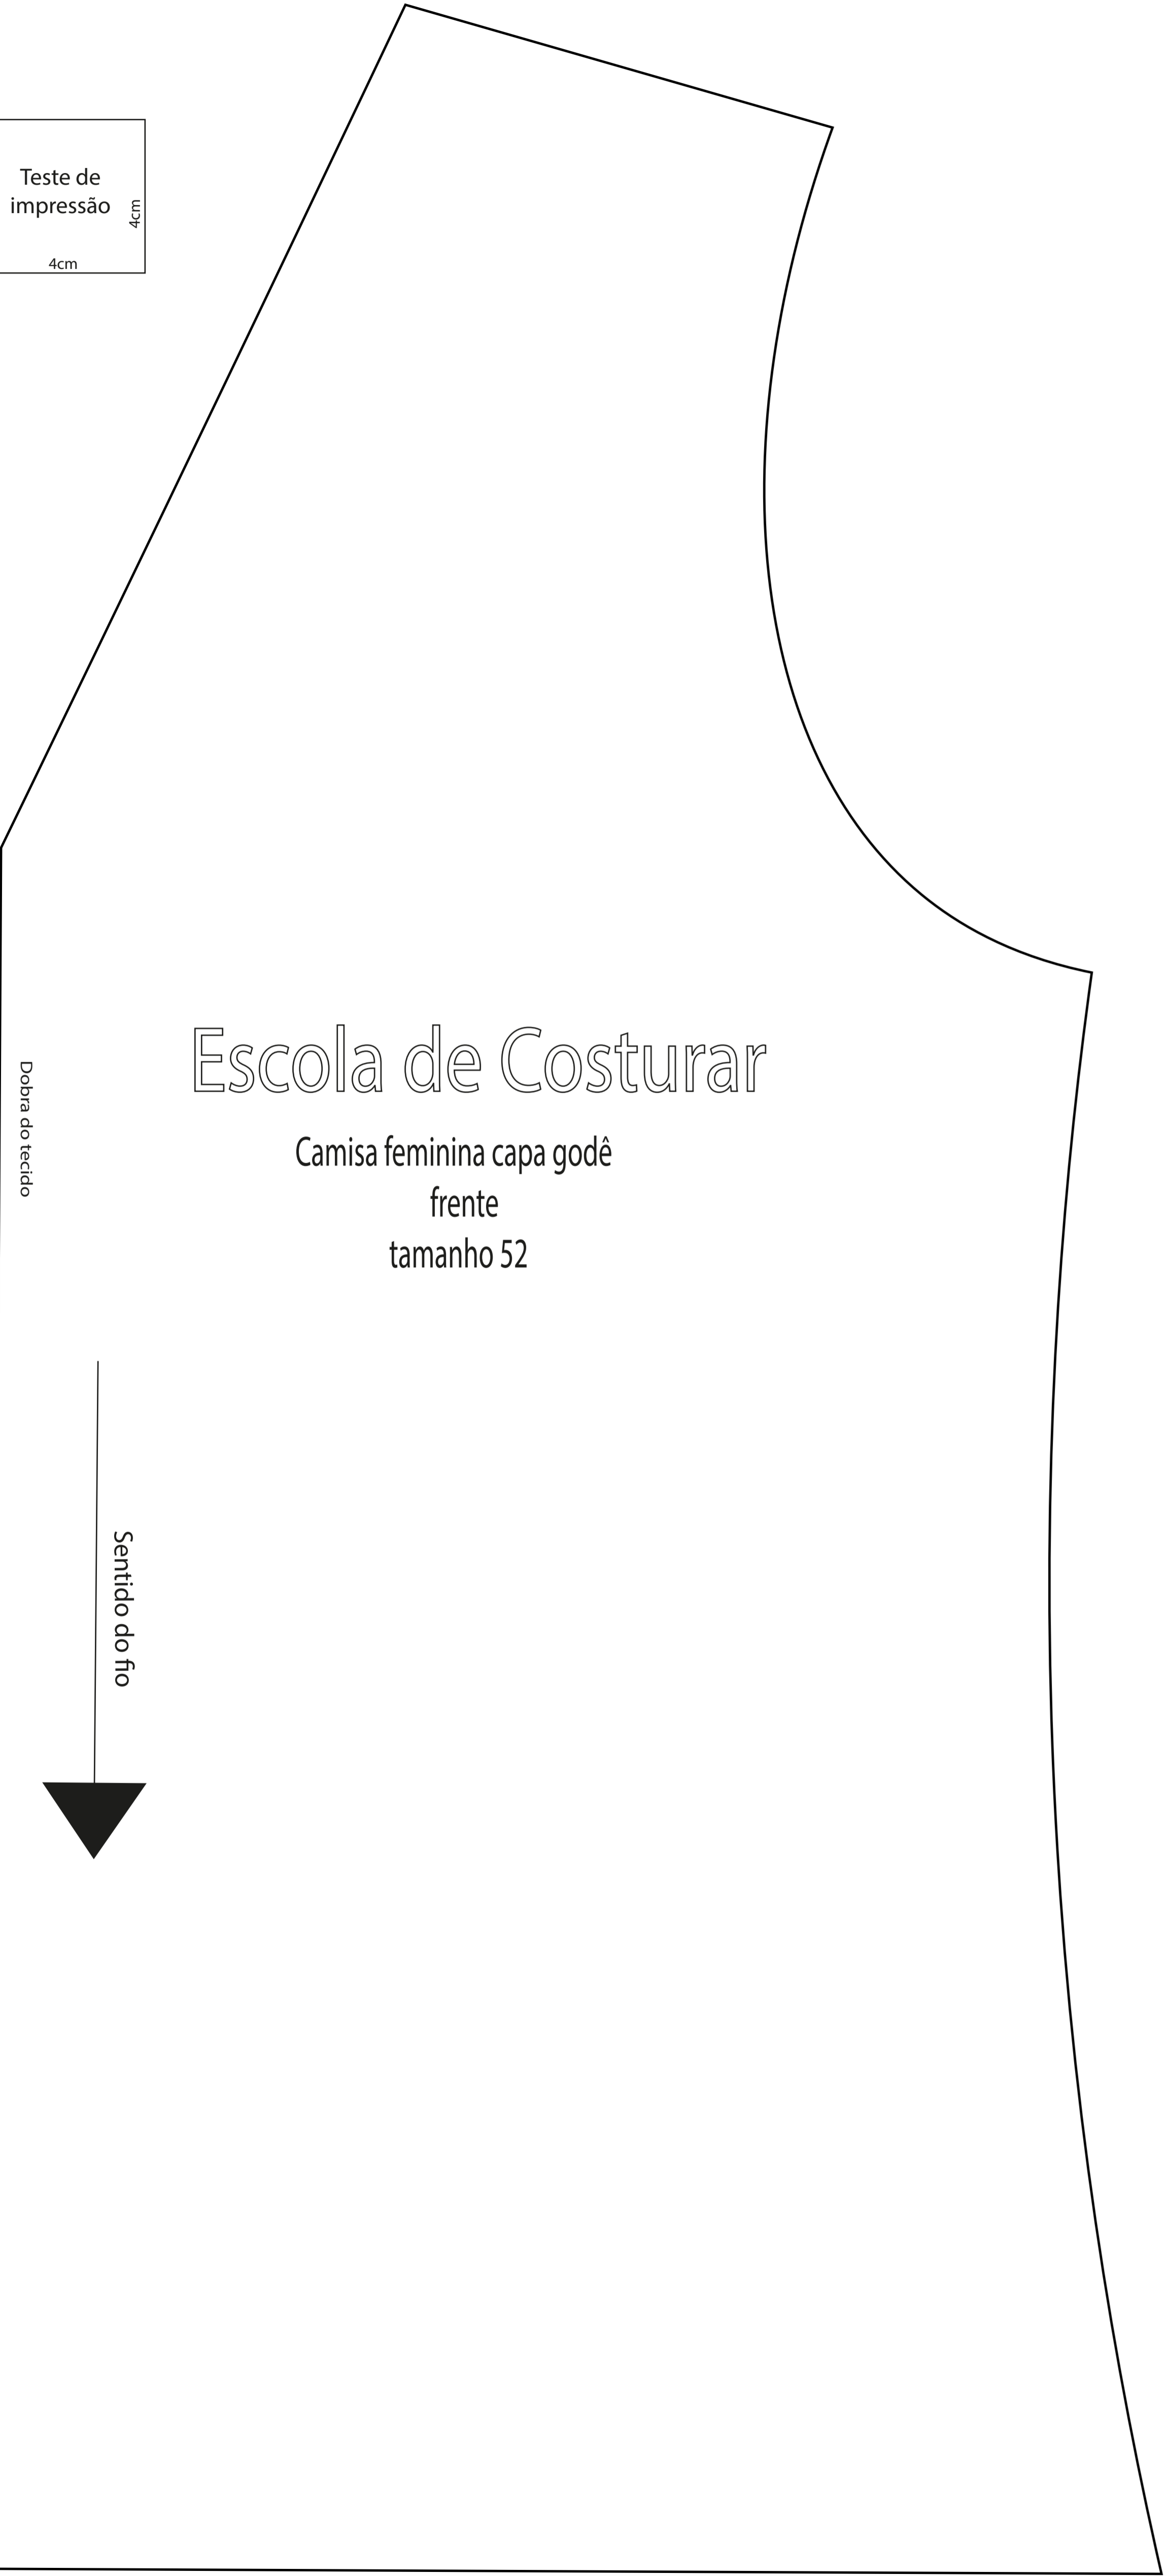 Teste de
impressão
4cm
4cm
Escola de Costurar
Camisa feminina capa godê
frente
tamanho 52
Dobra do tecido
Sentido do fio